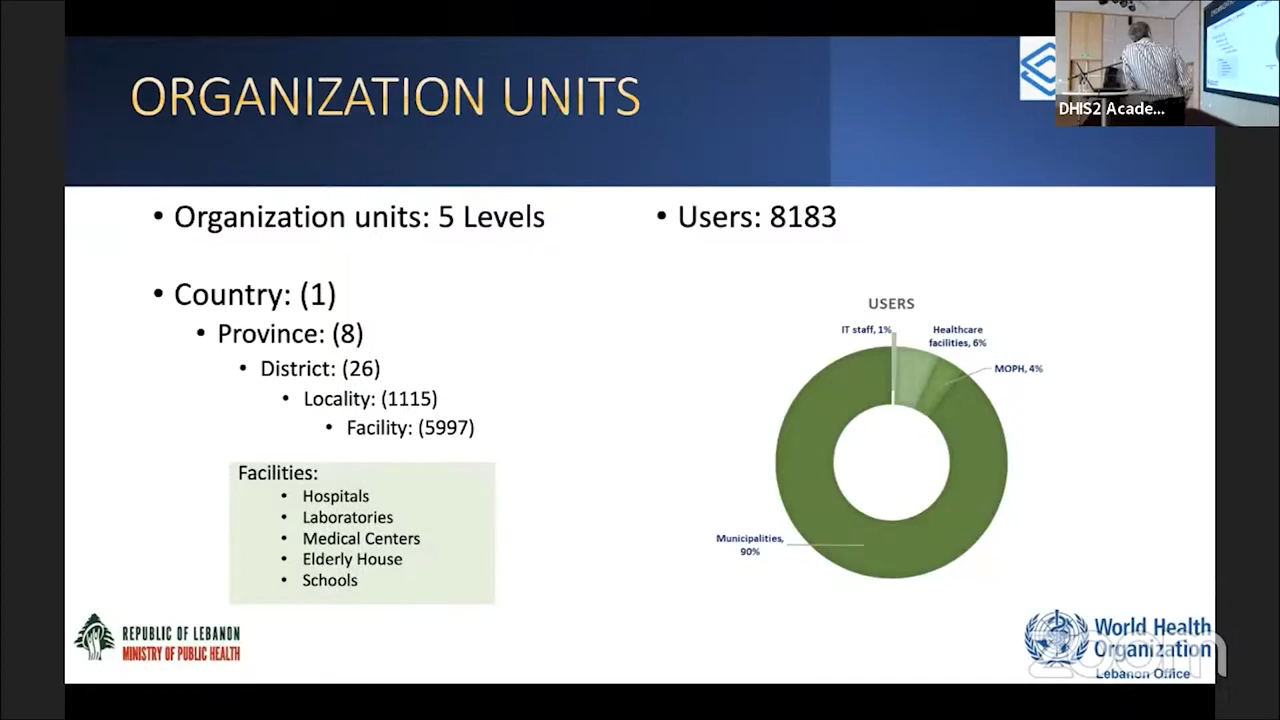 ORGANIZATION UNITS
DHIS2 Acade...
• Organization units: 5 Levels
• Country: (1)
• Province: (8)
• District: (26)
• Locality: (1115)
• Facility: (5997)
Facilities:
• Hospitals
• Laboratories
• Medical Centers
• Elderly House
• Schools
• Users: 8183
USERS
IT staff, 1%
Healthcare
facilities, 6%
MOPH, 4%
Municipalities,
90%
REPUBLIC OF LEBANON
MINISTRY OF PUBLIC HEALTH
World Health
Organization
Lebanon Office
zoom